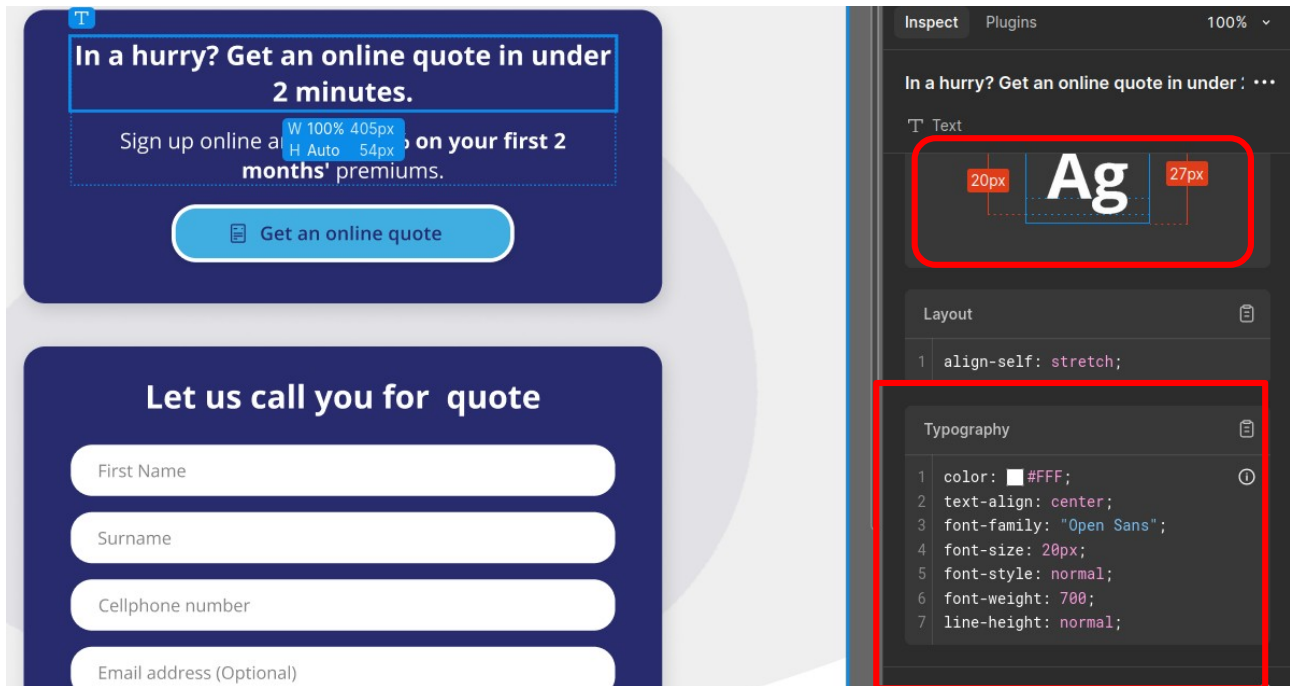 T
In a hurry? Get an online quote in under
2 minutes.
W 100% 405px
H Auto 54px
Sign up online a on your first 2
months' premiums.
Get an online quote
Let us call you for  quote
First Name
Surname
Cellphone number
Email address (Optional)
Inspect Plugins 100%
In a hurry? Get an online quote in under
T Text
20px Ag 27px
Layout
1 align-self: stretch;
Typography
1 color: #FFF;
2 text-align: center;
3 font-family: "Open Sans";
4 font-size: 20px;
5 font-style: normal;
6 font-weight: 700;
7 line-height: normal;